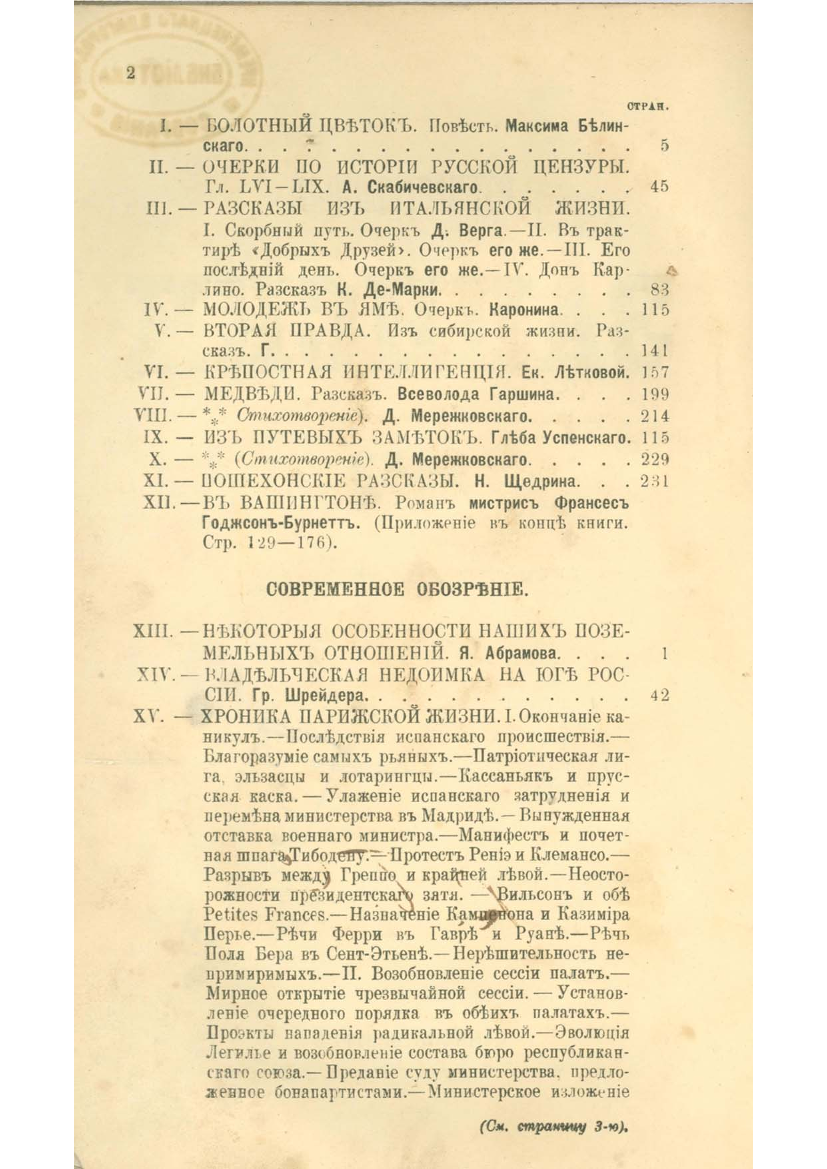 2
СТРАН.
I. — БОЛОТНЫЙ ЦВѢТОКЪ. Повѣсть. Максима Бѣлин-
скаго. . . . . . . . . . . . . . . . . . 5
II. — ОЧЕРКИ ПО ИСТОРІИ РУССКОЙ ЦЕНЗУРЫ.
Гл. LVI—LIX. А. Скабичевскаго. . . . . . . 45
III. — РАЗСКАЗЫ ИЗЪ ИТАЛЬЯНСКОЙ ЖИЗНИ.
I. Скорбный путь. Очеркъ Д. Верга.—II. Въ трак-
тирѣ «Добрыхъ Друзей». Очеркъ его же.—III. Его
послѣдній день. Очеркъ его же.—IV. Донъ Кар-
лино. Разсказъ К. Де-Марки. . . . . . . . . 83
IV. — МОЛОДЕЖЬ ВЪ ЯМѢ. Очеркъ. Каронина. . . . 115
V. — ВТОРАЯ ПРАВДА. Изъ сибирской жизни. Раз-
сказъ. Г. . . . . . . . . . . . . . . . . 141
VI. — КРѢПОСТНАЯ ИНТЕЛЛИГЕНЦІЯ. Ек. Лѣтковой. 157
VII. — МЕДВѢДИ. Разсказъ. Всеволода Гаршина. . . . 199
VIII. — *** Стихотвореніе). Д. Мережковскаго. . . . . 214
IX. — ИЗЪ ПУТЕВЫХЪ ЗАМѢТОКЪ. Глѣба Успенскаго. 115
X. — *** (Стихотвореніе). Д. Мережковскаго. . . . . 229
XI. — ПОШЕХОНСКІЕ РАЗСКАЗЫ. Н. Щедрина. . . 231
XII. — ВЪ ВАШИНГТОНѢ. Романъ мистрисъ Франсесъ
Годжсонъ-Бурнеттъ. (Приложеніе въ концѣ книги.
Стр. 129—176).
СОВРЕМЕННОЕ ОБОЗРѢНІЕ.
XIII. — НѢКОТОРЫЯ ОСОБЕННОСТИ НАШИХЪ ПОЗЕ-
МЕЛЬНЫХЪ ОТНОШЕНІЙ. Я. Абрамова. . . . 1
XIV. — ВЛАДѢЛЬЧЕСКАЯ НЕДОИМКА НА ЮГѢ РОС-
СІИ. Гр. Шрейдера. . . . . . . . . . . . . 42
XV. — ХРОНИКА ПАРИЖСКОЙ ЖИЗНИ. I. Окончаніе ка-
никулъ.—Послѣдствія испанскаго происшествія.—
Благоразуміе самыхъ рьяныхъ.—Патріотическая ли-
га, эльзасцы и лотарингцы.—Кассаньякъ и прус-
ская каска.—Улаженіе испанскаго затрудненія и
перемѣна министерства въ Мадридѣ.—Вынужденная
отставка военнаго министра.—Манифестъ и почет-
ная шпага Тибодену.—Протестъ Реніэ и Клемансо.—
Разрывъ между Греппо и крайней лѣвой.—Неосто-
рожности президентскаго зятя.—Вильсонъ и обѣ
Petites Frances.—Назначеніе Кампенона и Казиміра
Перье.—Рѣчи Ферри въ Гаврѣ и Руанѣ.—Рѣчь
Поля Бера въ Сент-Этьенѣ.—Нерѣшительность не-
примиримыхъ.—II. Возобновленіе сессіи палатъ.—
Мирное открытіе чрезвычайной сессіи.—Установ-
леніе очередного порядка въ обѣихъ палатахъ.—
Проэкты нападенія радикальной лѣвой.—Эволюція
Легилье и возобновленіе состава бюро республикан-
скаго союза.—Преданіе суду министерства, предло-
женное бонапартистами.—Министерское изложеніе
(См. страницу 3-ю).